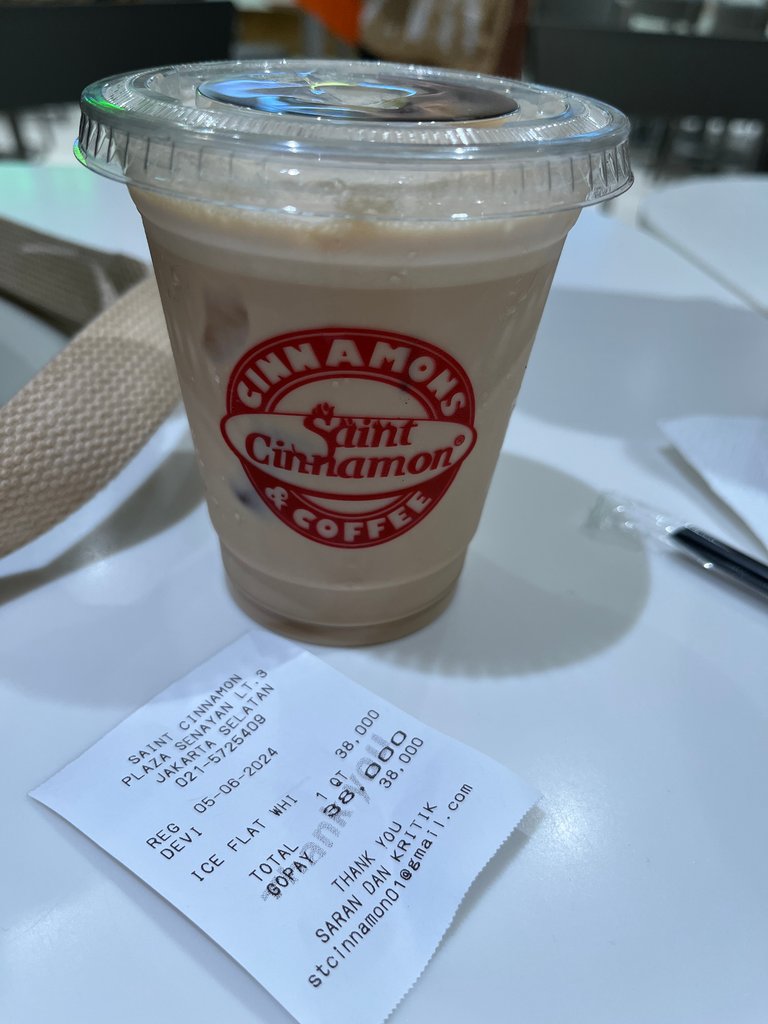 CINNAMONS
Saint
Cinnamon®
& COFFEE
SAINT CINNAMON
PLAZA SENAYAN LT.3
JAKARTA SELATAN
021-5725409
REG 05-06-2024
DEVI
ICE FLAT WHI 1 QT 38,000
TOTAL 38,000
GOPAY 38,000
thank you
THANK YOU
SARAN DAN KRITIK
stcinnamon01@gmail.com